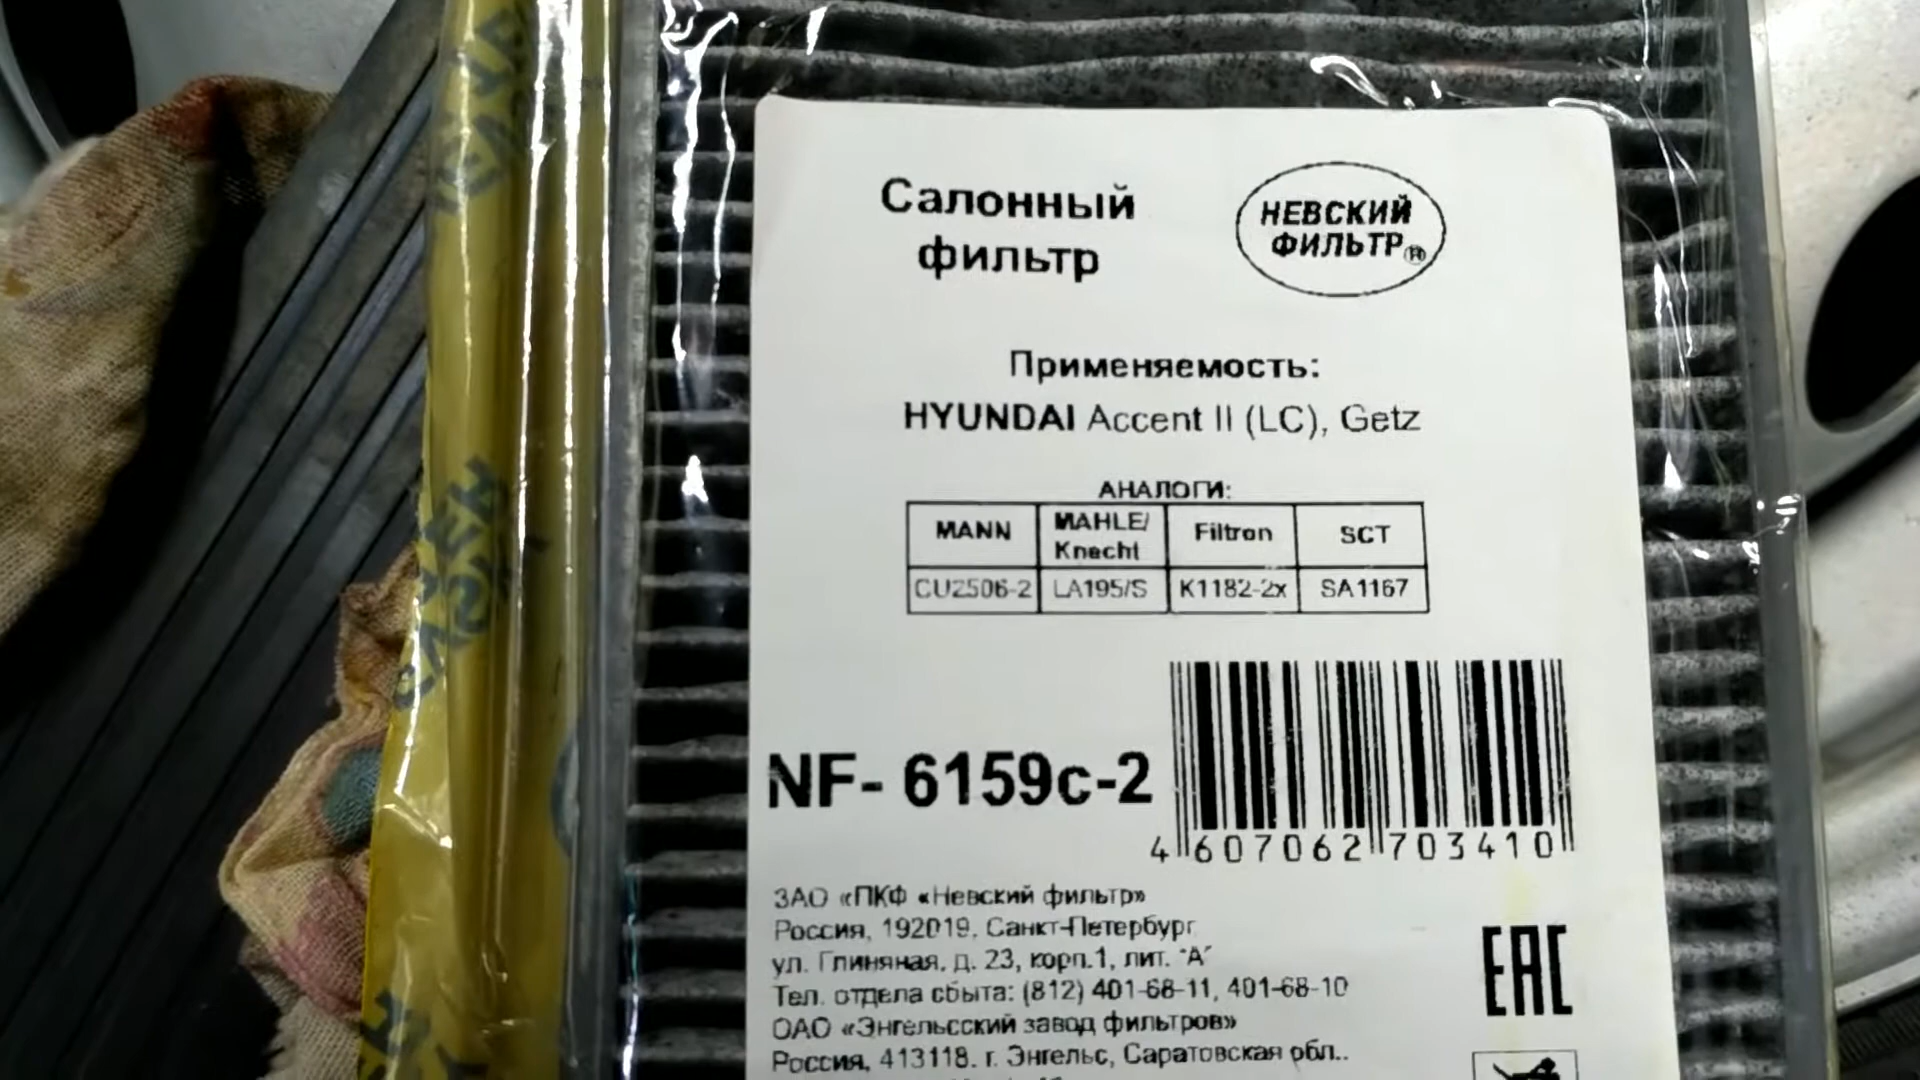 Салонный
фильтр
НЕВСКИЙ
ФИЛЬТР®
Применяемость:
HYUNDAI Accent II (LC), Getz
АНАЛОГИ:
MANN MAHLE/Knecht Filtron SCT
CU2506-2 LA195/S K1182-2x SA1167
NF- 6159c-2
4 607062 703410
ЗАО «ПКФ «Невский фильтр»
Россия, 192019, Санкт-Петербург
ул. Глиняная, д. 23, корп.1, лит. "А"
Тел. отдела сбыта: (812) 401-68-11, 401-68-10
ОАО «Энгельсский завод фильтров»
Россия, 413118. г. Энгельс, Саратовская обл..
EAC